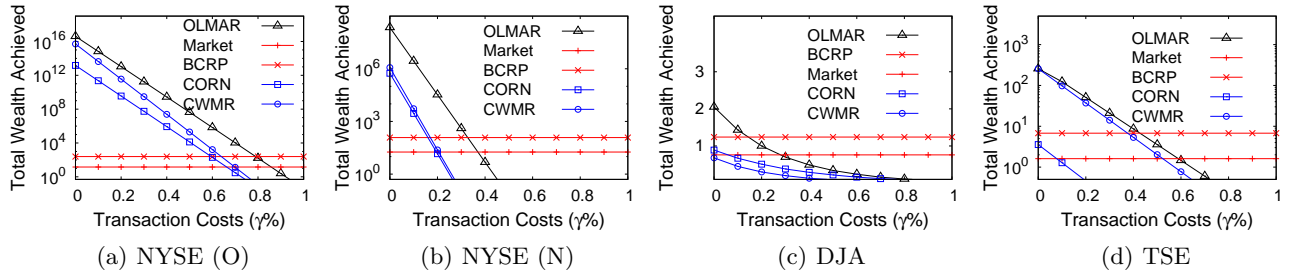 Total Wealth Achieved
10^16
10^12
10^8
10^4
10^0
OLMAR
Market
BCRP
CORN
CWMR
0 0.2 0.4 0.6 0.8 1
Transaction Costs (γ%)
(a) NYSE (O)
Total Wealth Achieved
10^6
10^3
10^0
OLMAR
Market
BCRP
CORN
CWMR
0 0.2 0.4 0.6 0.8 1
Transaction Costs (γ%)
(b) NYSE (N)
Total Wealth Achieved
3
2
1
OLMAR
BCRP
Market
CORN
CWMR
0 0.2 0.4 0.6 0.8 1
Transaction Costs (γ%)
(c) DJA
Total Wealth Achieved
10^3
10^2
10^1
10^0
OLMAR
CORN
Market
BCRP
CWMR
0 0.2 0.4 0.6 0.8 1
Transaction Costs (γ%)
(d) TSE